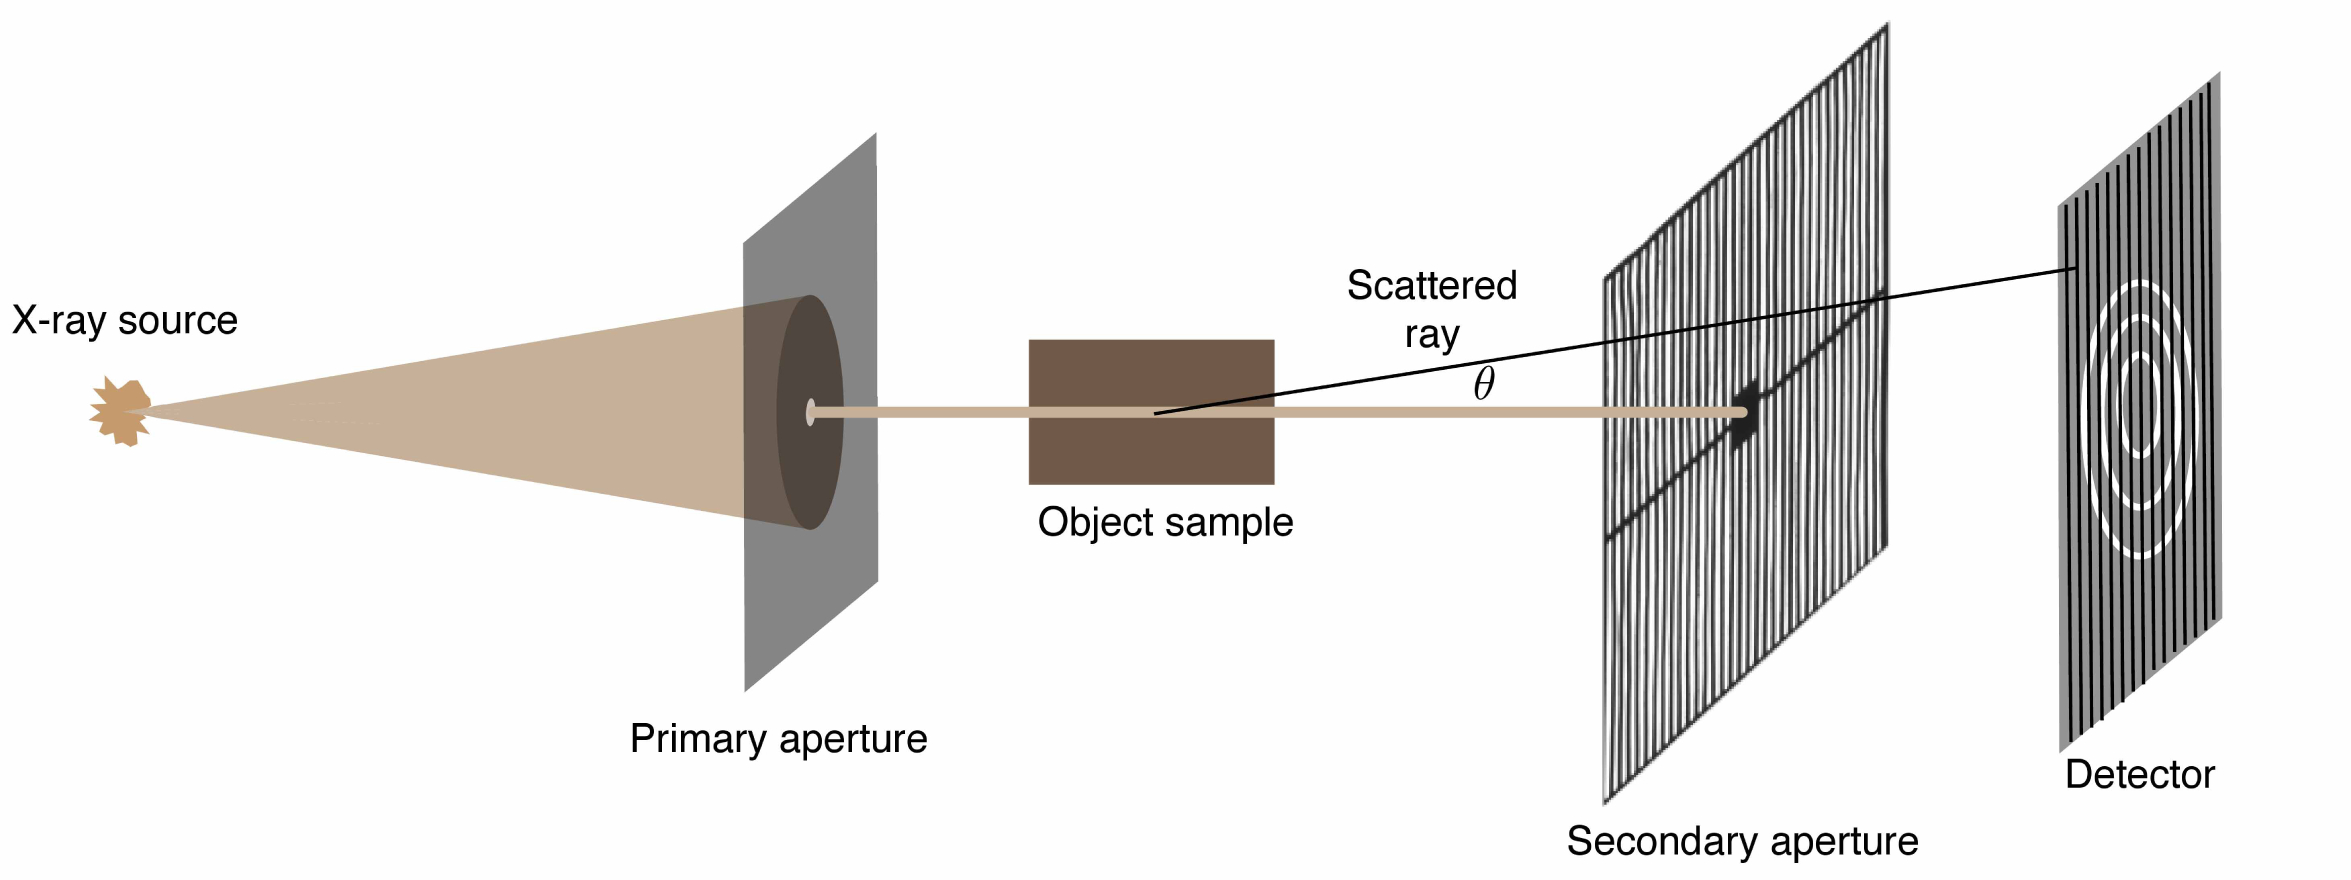 X-ray source
Primary aperture
Object sample
Scattered
ray
θ
Secondary aperture
Detector